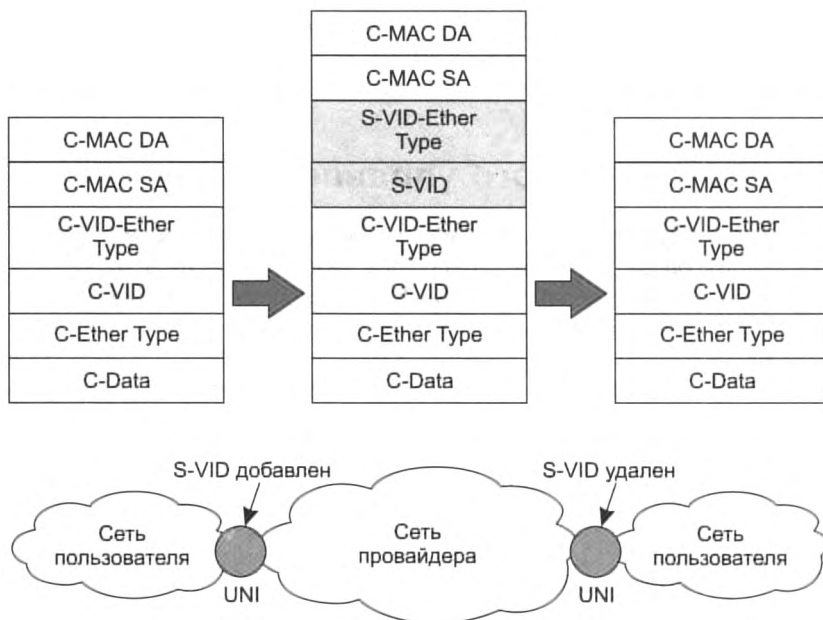 C-MAC DA
C-MAC SA
C-VID-Ether
Type
C-VID
C-Ether Type
C-Data
C-MAC DA
C-MAC SA
S-VID-Ether
Type
S-VID
C-VID-Ether
Type
C-VID
C-Ether Type
C-Data
C-MAC DA
C-MAC SA
C-VID-Ether
Type
C-VID
C-Ether Type
C-Data
S-VID добавлен
S-VID удален
Сеть
пользователя
UNI
Сеть
провайдера
UNI
Сеть
пользователя